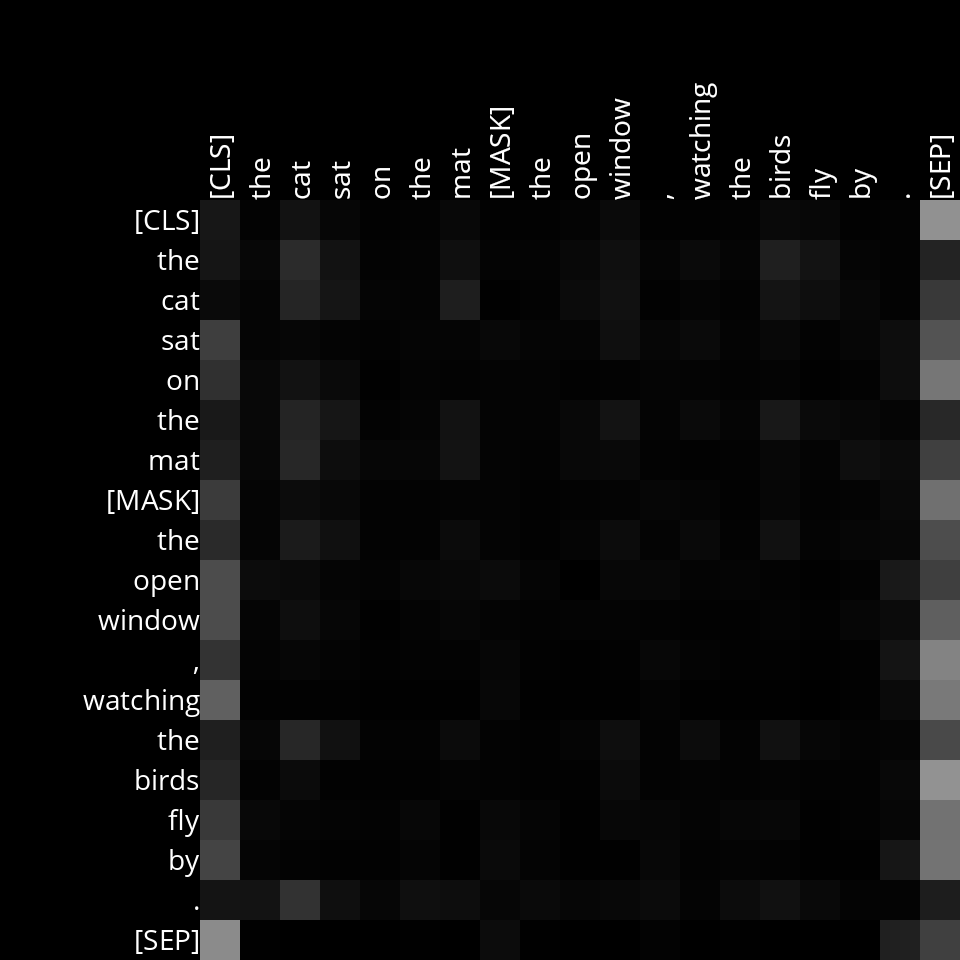 [CLS]
the
cat
sat
on
the
mat
[MASK]
the
open
window
,
watching
the
birds
fly
by
.
[SEP]
[CLS]
the
cat
sat
on
the
mat
[MASK]
the
open
window
,
watching
the
birds
fly
by
.
[SEP]